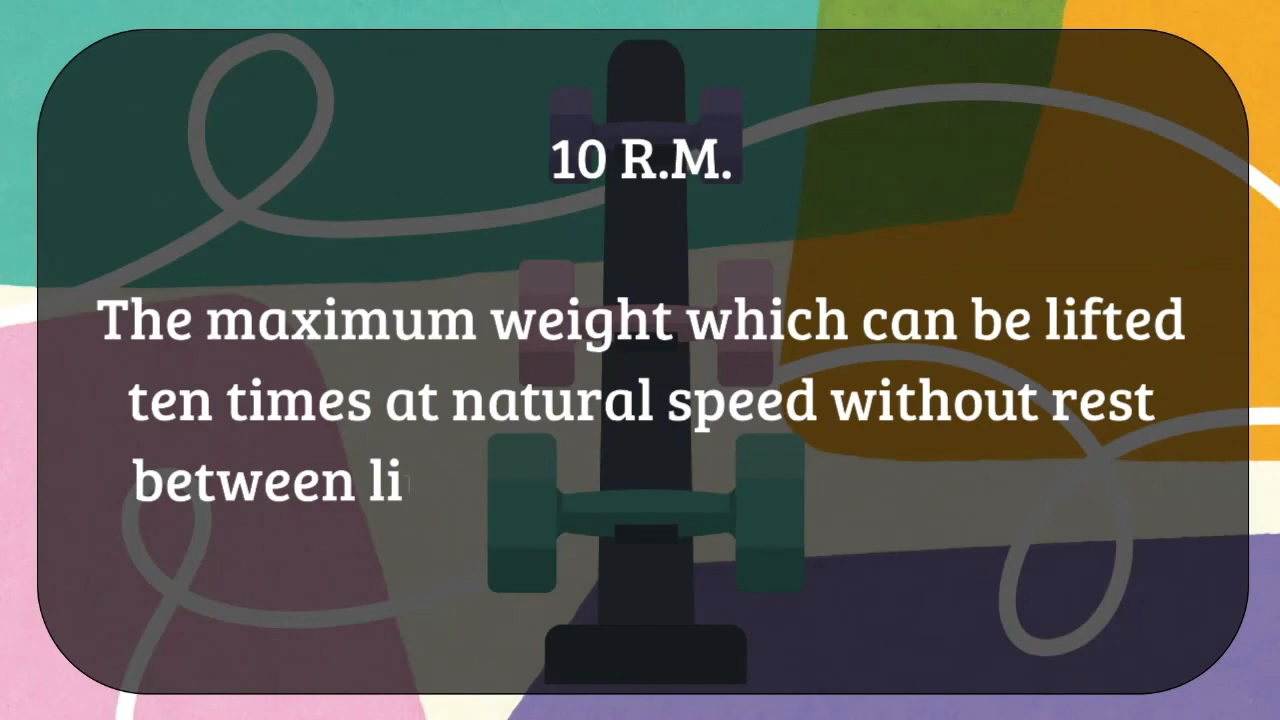 10 R.M.
The maximum weight which can be lifted
ten times at natural speed without rest
between li